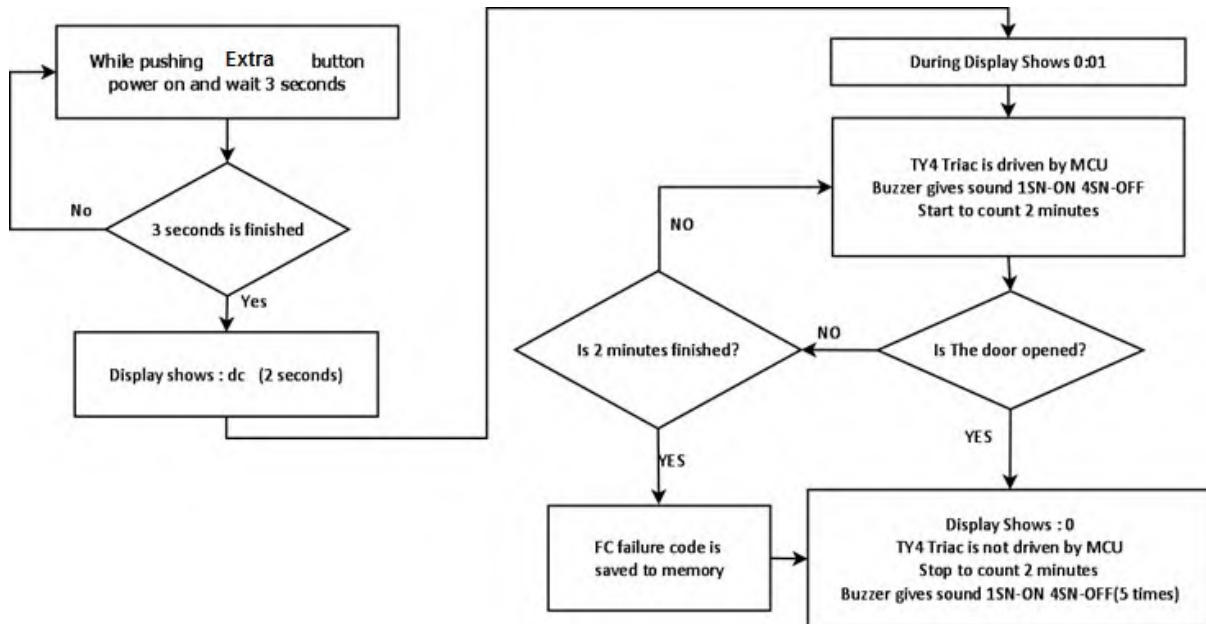 While pushing Extra button
power on and wait 3 seconds
No
3 seconds is finished
Yes
Display shows : dc (2 seconds)
During Display Shows 0:01
TY4 Triac is driven by MCU
Buzzer gives sound 1SN-ON 4SN-OFF
Start to count 2 minutes
NO
Is 2 minutes finished?
NO
Is The door opened?
YES
YES
FC failure code is
saved to memory
Display Shows : 0
TY4 Triac is not driven by MCU
Stop to count 2 minutes
Buzzer gives sound 1SN-ON 4SN-OFF(5 times)